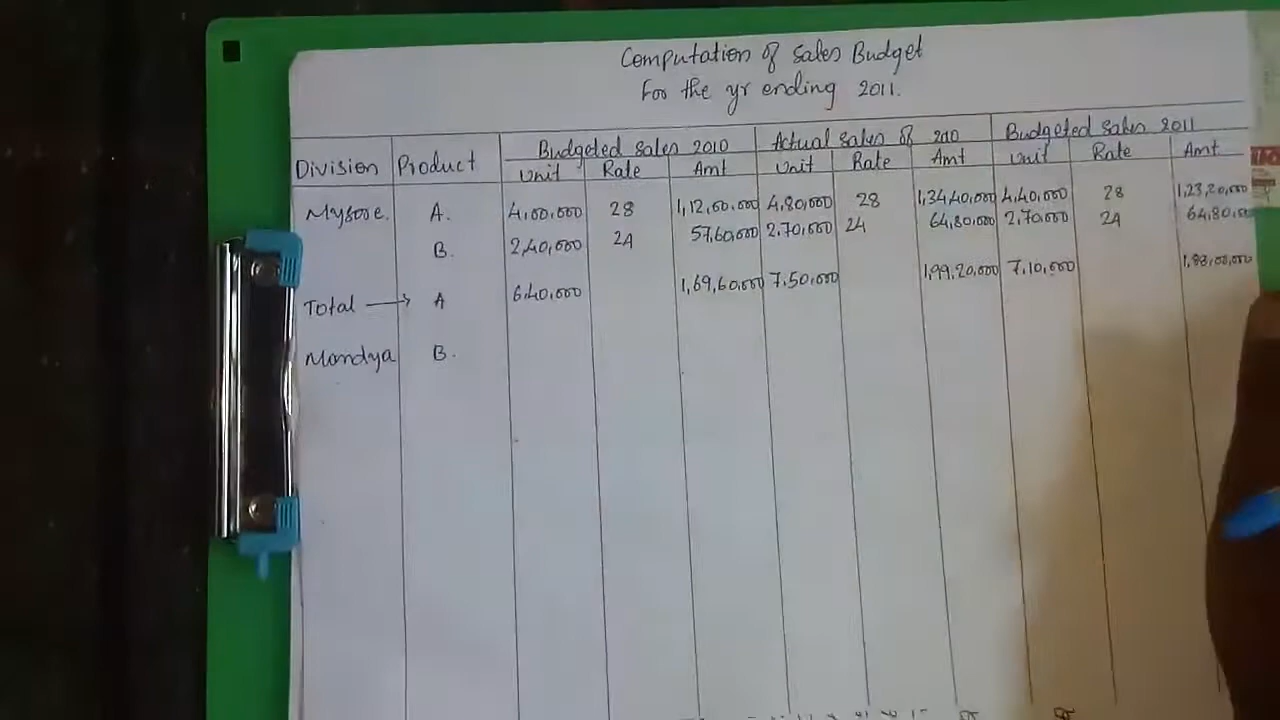 Computation of Sales Budget
For the yr ending 2011.
Division Product Budgeted Sales 2010 Actual Sales of 2010 Budgeted Sales 2011
Unit Rate Amt Unit Rate Amt Unit Rate Amt
Mysore. A. 4,00,000 28 1,12,00,000 4,80,000 28 1,34,40,000 4,40,000 28 1,23,20,000
B. 2,40,000 24 57,60,000 2,70,000 24 64,80,000 2,70,000 24 64,80,000
Total → A 6,40,000 1,69,60,000 7,50,000 1,99,20,000 7,10,000 1,88,00,000
Mandya B.